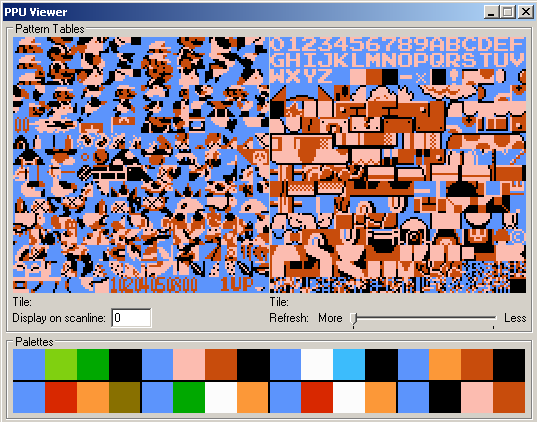 PPU Viewer
Pattern Tables
0123456789ABCDEF
GHIJKLMNOPQRSTUV
WXYZ
1UP
Tile:
Tile:
Display on scanline: 0
Refresh: More Less
Palettes